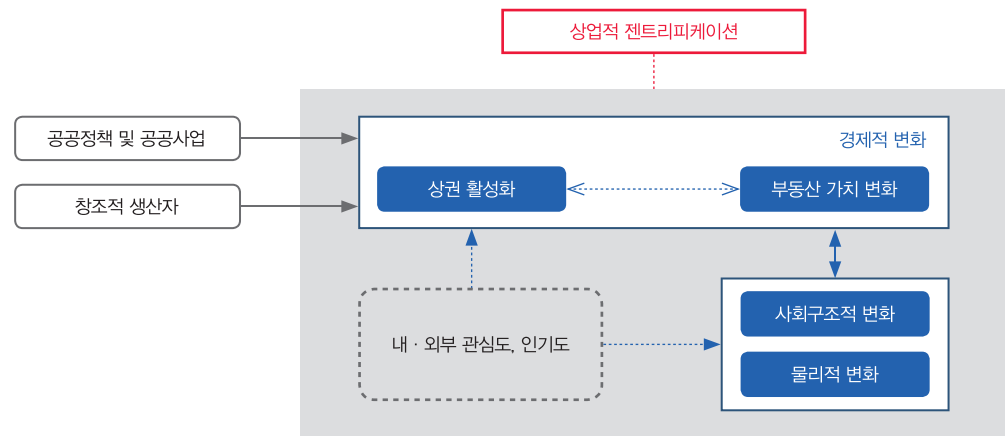 상업적 젠트리피케이션
공공정책 및 공공사업
창조적 생산자
경제적 변화
상권 활성화
부동산 가치 변화
내 · 외부 관심도, 인기도
사회구조적 변화
물리적 변화